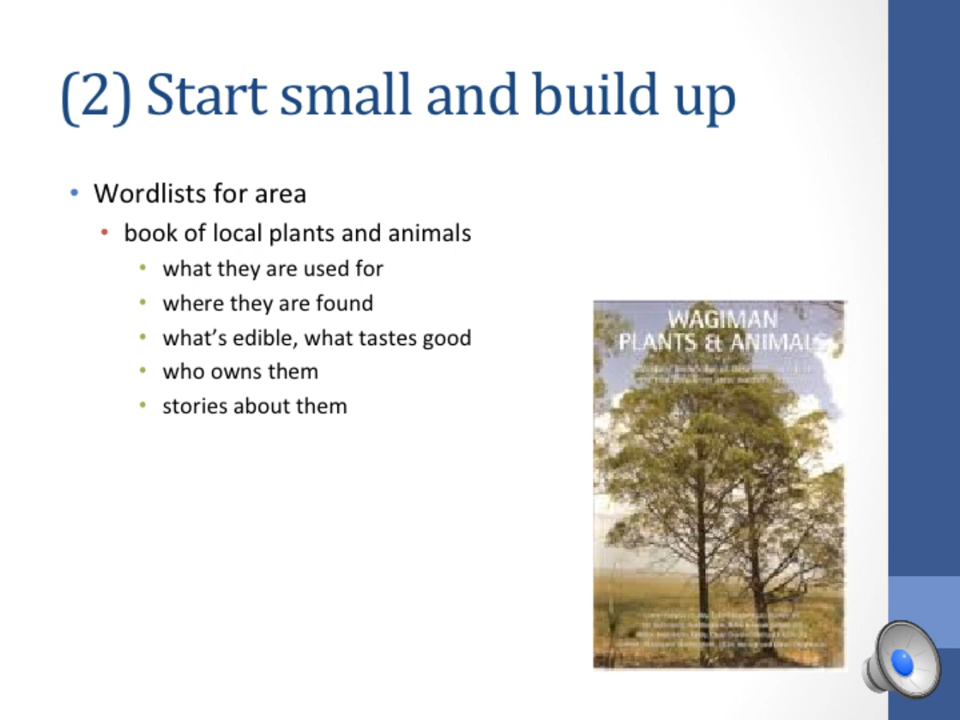 (2) Start small and build up
• Wordlists for area
• book of local plants and animals
• what they are used for
• where they are found
• what's edible, what tastes good
• who owns them
• stories about them
WAGIMAN
PLANTS & ANIMALS